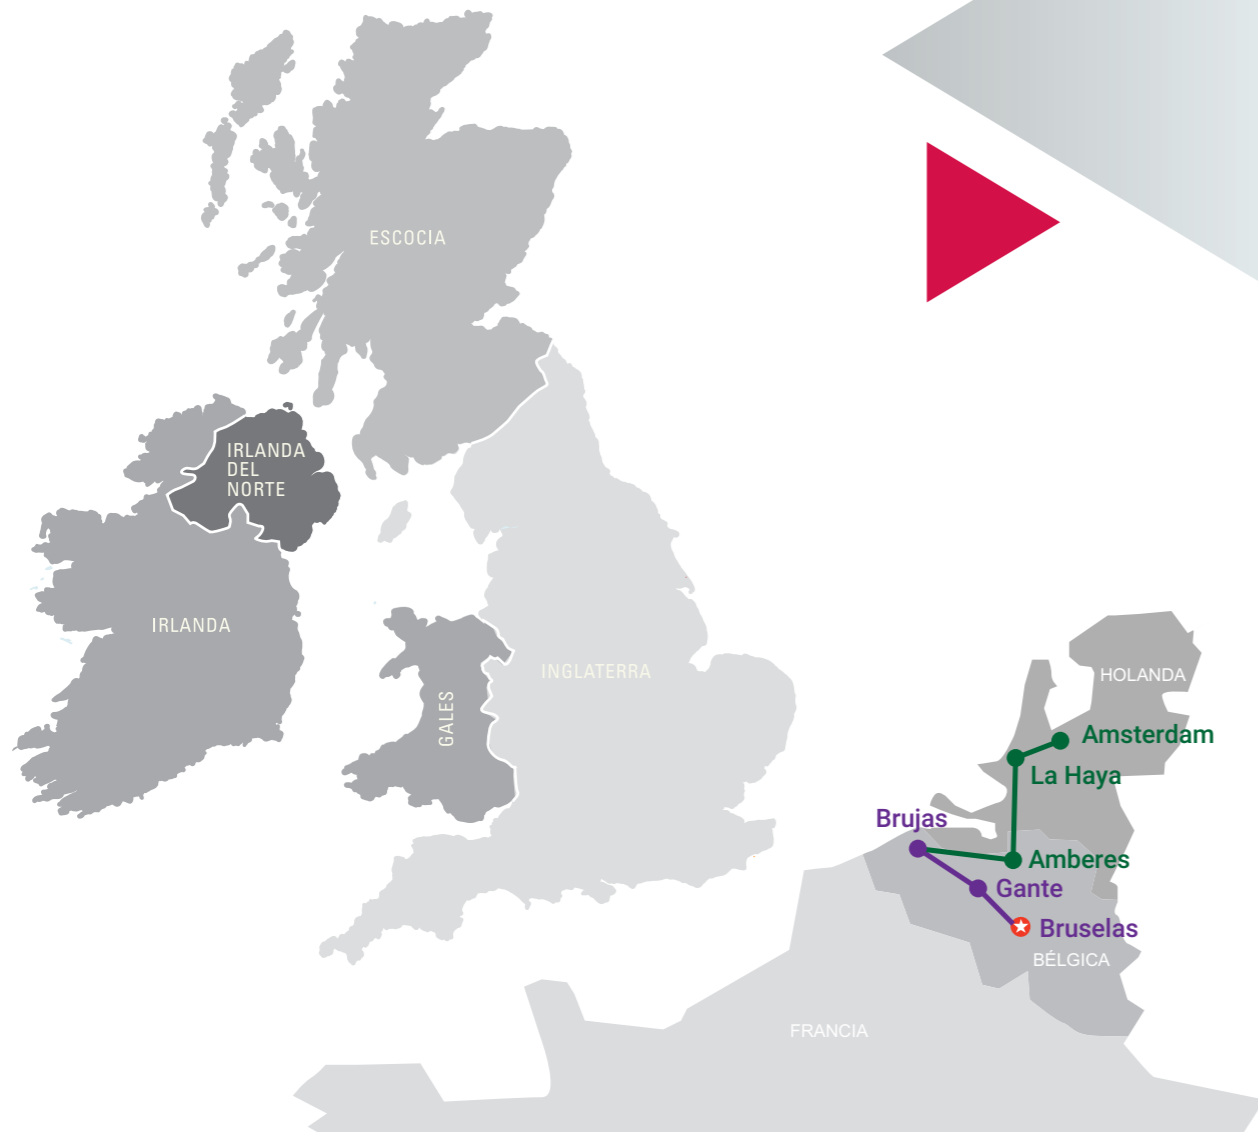 ESCOCIA
IRLANDA
DEL
NORTE
IRLANDA
GALES
INGLATERRA
HOLANDA
Amsterdam
La Haya
Brujas
Amberes
Gante
Bruselas
BÉLGICA
FRANCIA